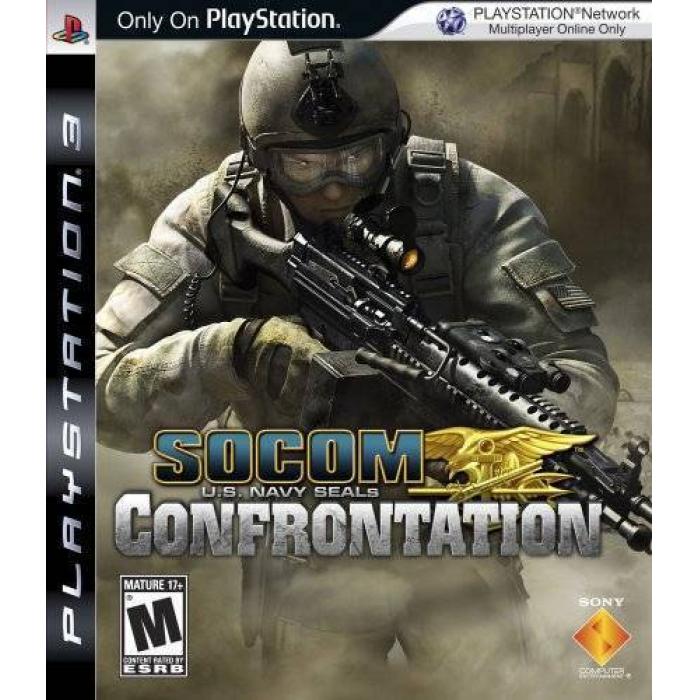 Only On PlayStation.
PLAYSTATION®Network
Multiplayer Online Only
PLAYSTATION® 3
SOCOM
U.S. NAVY SEALs
CONFRONTATION
™
MATURE 17+
M
®
CONTENT RATED BY
ESRB
SONY
COMPUTER
ENTERTAINMENT